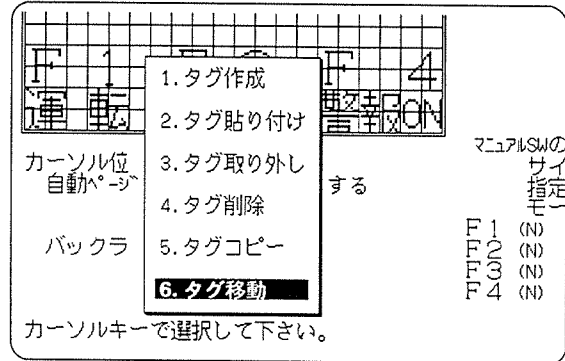 F 1
F 4
運転
ON
1.タグ作成
2.タグ貼り付け
3.タグ取り外し
4.タグ削除
5.タグコピー
6.タグ移動
カーソル位
自動ページ
する
バックラ
カーソルキーで選択して下さい。
マニュアルSWの
サイ
指定
モー
F1 (N)
F2 (N)
F3 (N)
F4 (N)